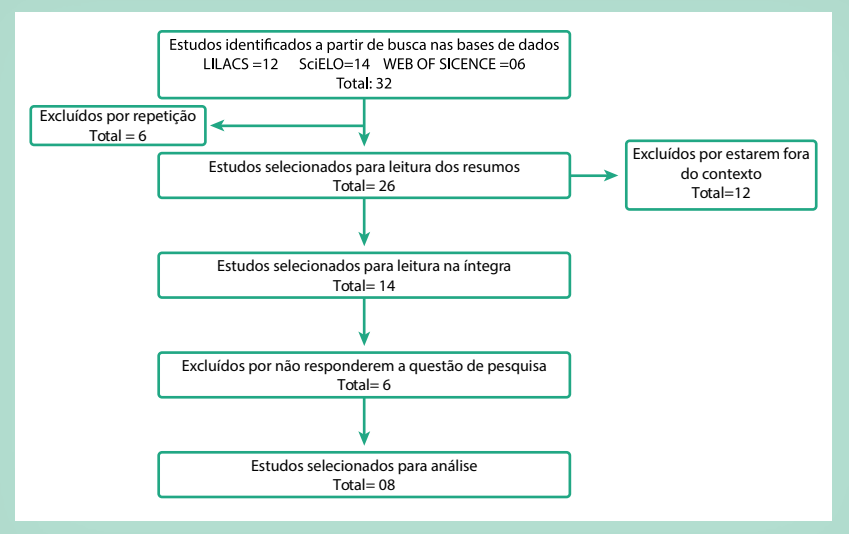 Estudos identificados a partir de busca nas bases de dados
LILACS =12 SciELO=14 WEB OF SICENCE =06
Total: 32
Excluídos por repetição
Total = 6
Estudos selecionados para leitura dos resumos
Total= 26
Excluídos por estarem fora
do contexto
Total=12
Estudos selecionados para leitura na íntegra
Total= 14
Excluídos por não responderem a questão de pesquisa
Total= 6
Estudos selecionados para análise
Total= 08